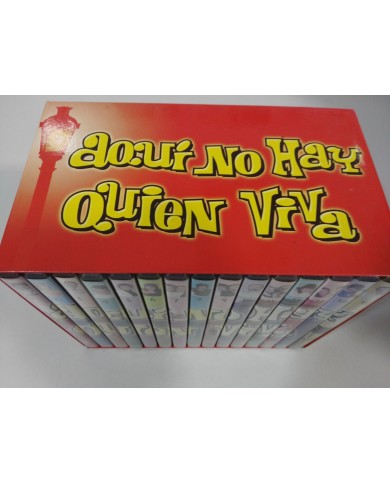 aquí No Hay
Quien Viva